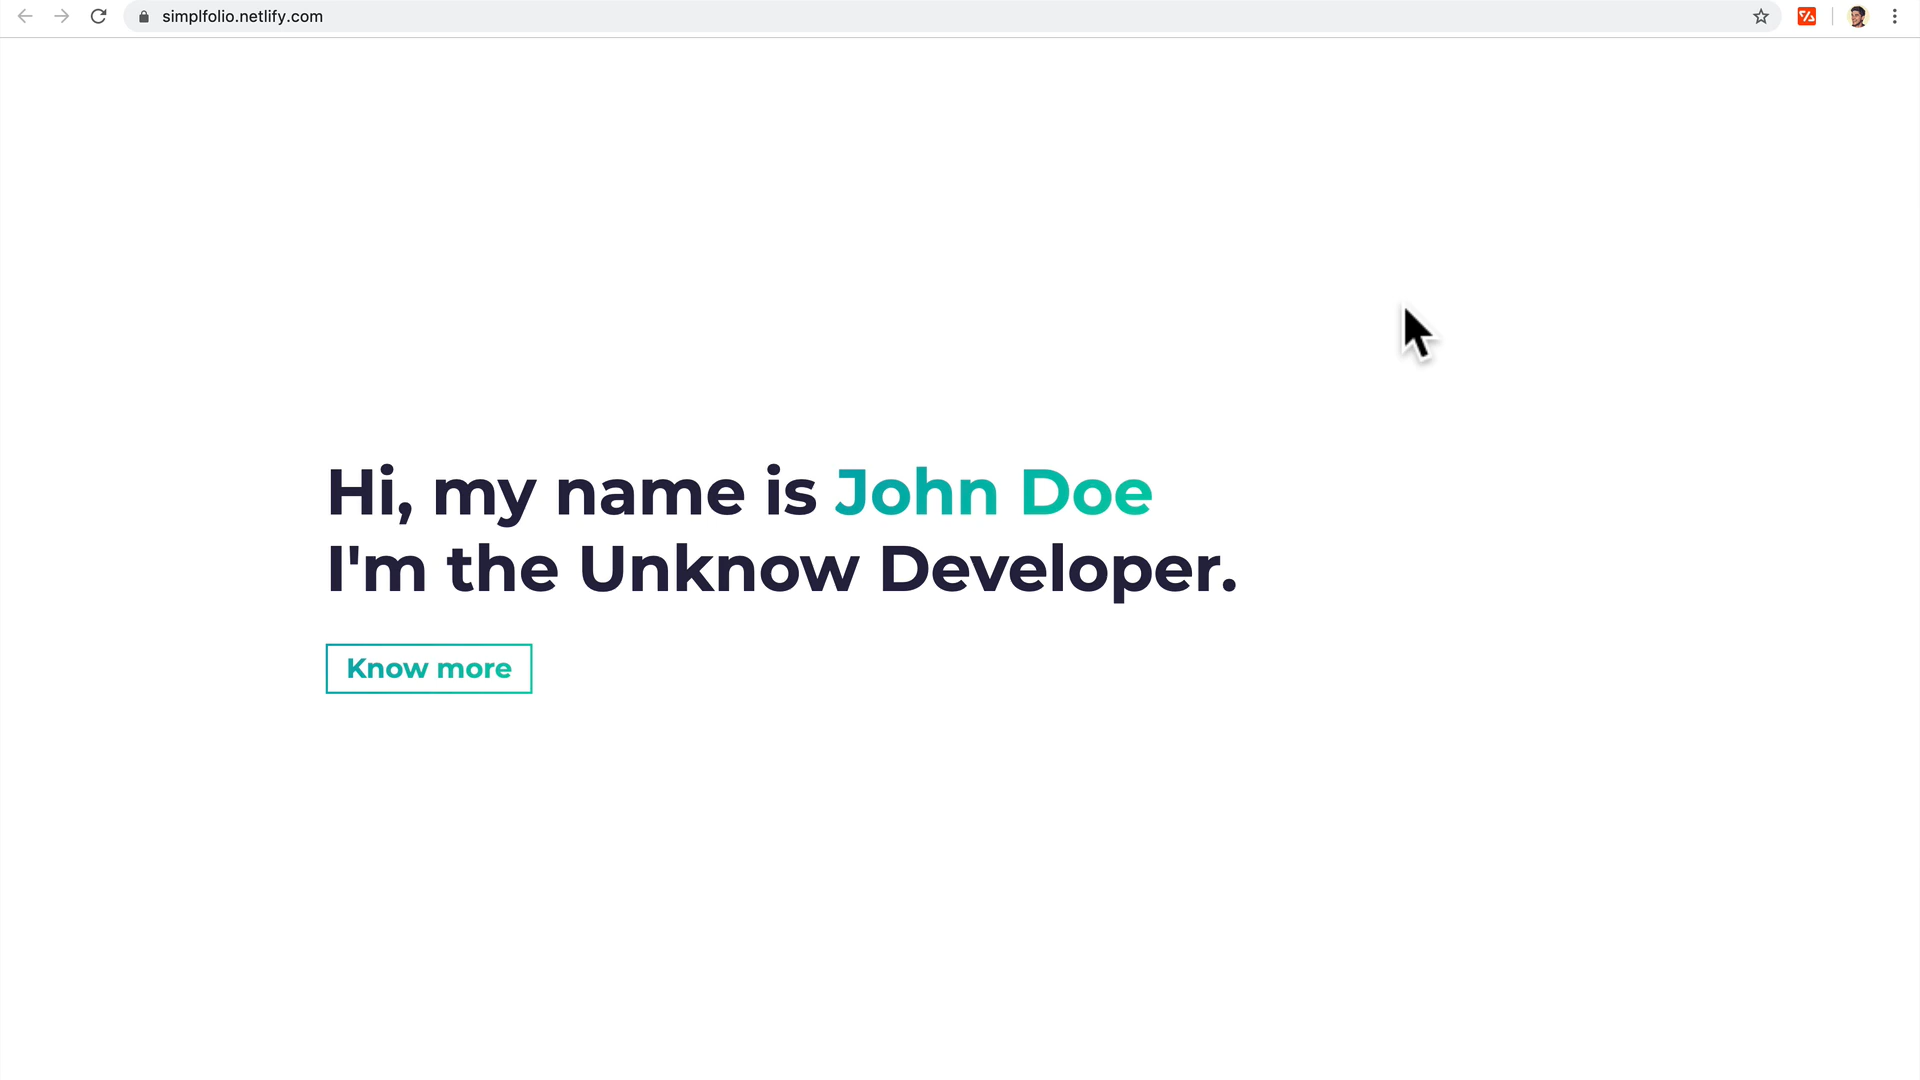 simplfolio.netlify.com
Hi, my name is John Doe
I'm the Unknow Developer.
Know more